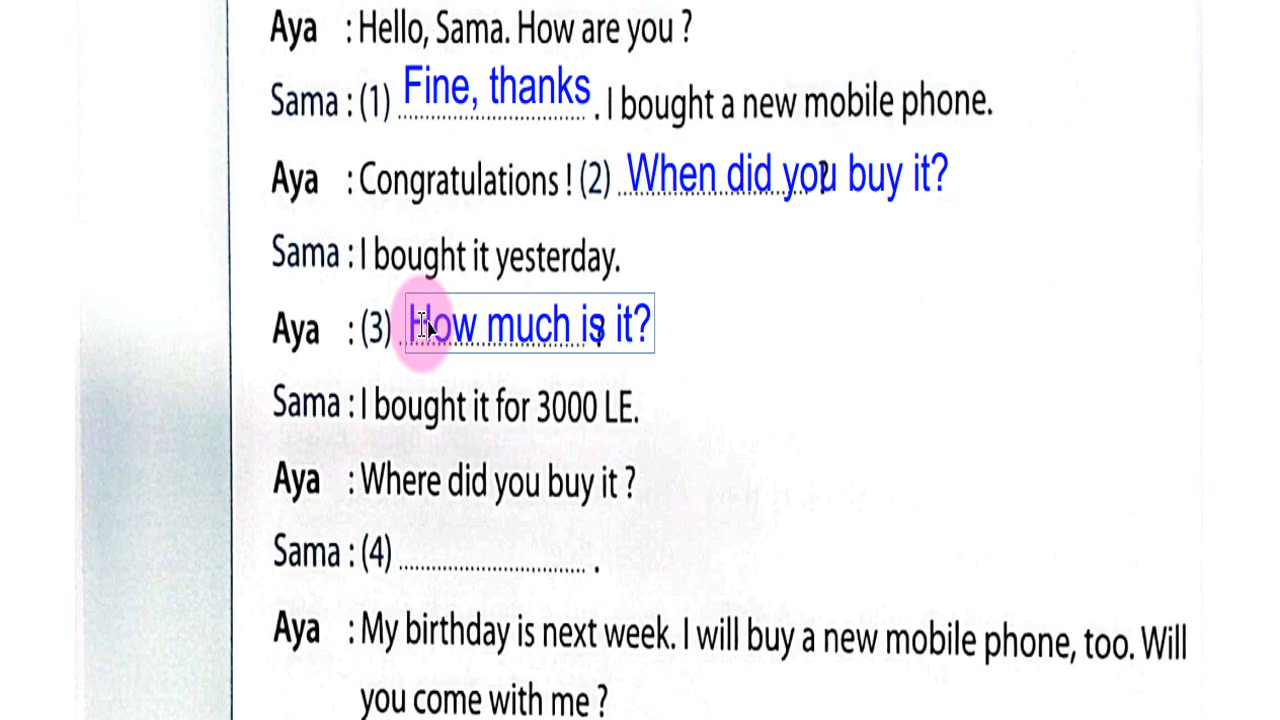 Aya : Hello, Sama. How are you ?
Sama : (1) Fine, thanks . I bought a new mobile phone.
Aya : Congratulations ! (2) When did you buy it? ?
Sama : I bought it yesterday.
Aya : (3) How much is it? ?
Sama : I bought it for 3000 LE.
Aya : Where did you buy it ?
Sama : (4) .............................. .
Aya : My birthday is next week. I will buy a new mobile phone, too. Will
you come with me ?